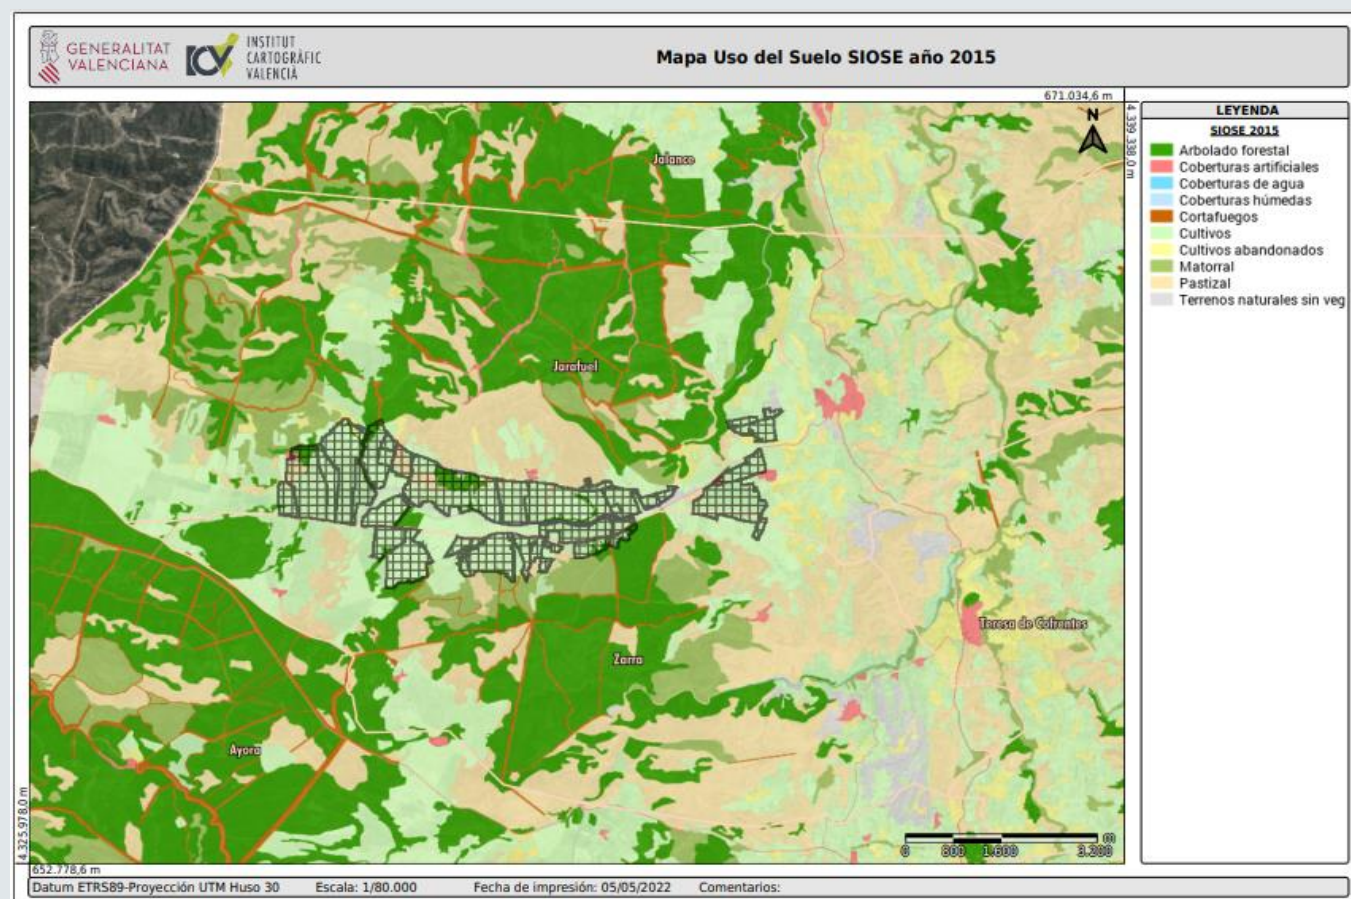 GENERALITAT
VALENCIANA
ICV
INSTITUT
CARTOGRÀFIC
VALENCIÀ
Mapa Uso del Suelo SIOSE año 2015
671.034,6 m
4.339.338,0 m
N
Jalance
Jarafuel
Teresa de Cofrentes
Zarra
Ayora
m
0 800 1.600 3.200
4.325.978,0 m
652.778,6 m
LEYENDA
SIOSE 2015
Arbolado forestal
Coberturas artificiales
Coberturas de agua
Coberturas húmedas
Cortafuegos
Cultivos
Cultivos abandonados
Matorral
Pastizal
Terrenos naturales sin veg
Datum ETRS89-Proyección UTM Huso 30 Escala: 1/80.000 Fecha de impresión: 05/05/2022 Comentarios: